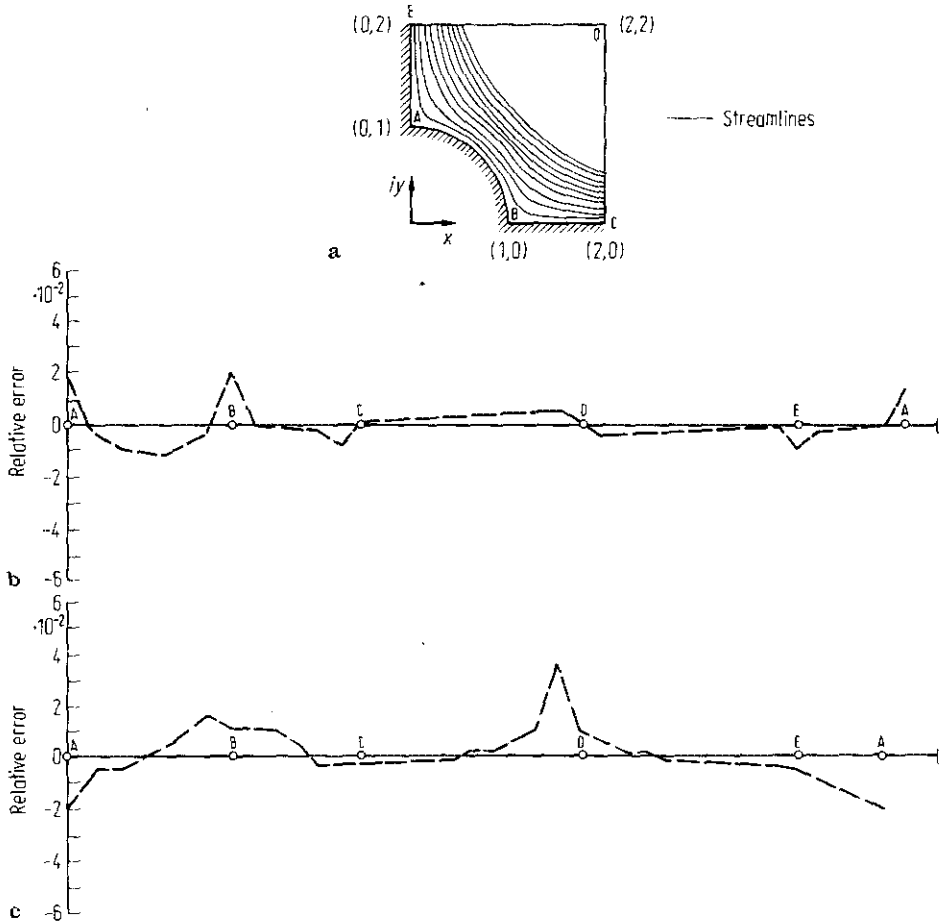 E
(0,2)
D
(2,2)
A
(0,1)
Streamlines
iy
x
B
C
(1,0)
(2,0)
a
6
·10⁻²
4
2
0
-2
-4
-6
Relative error
A
B
C
D
E
A
b
6
·10⁻²
4
2
0
-2
-4
-6
Relative error
A
B
C
D
E
A
c